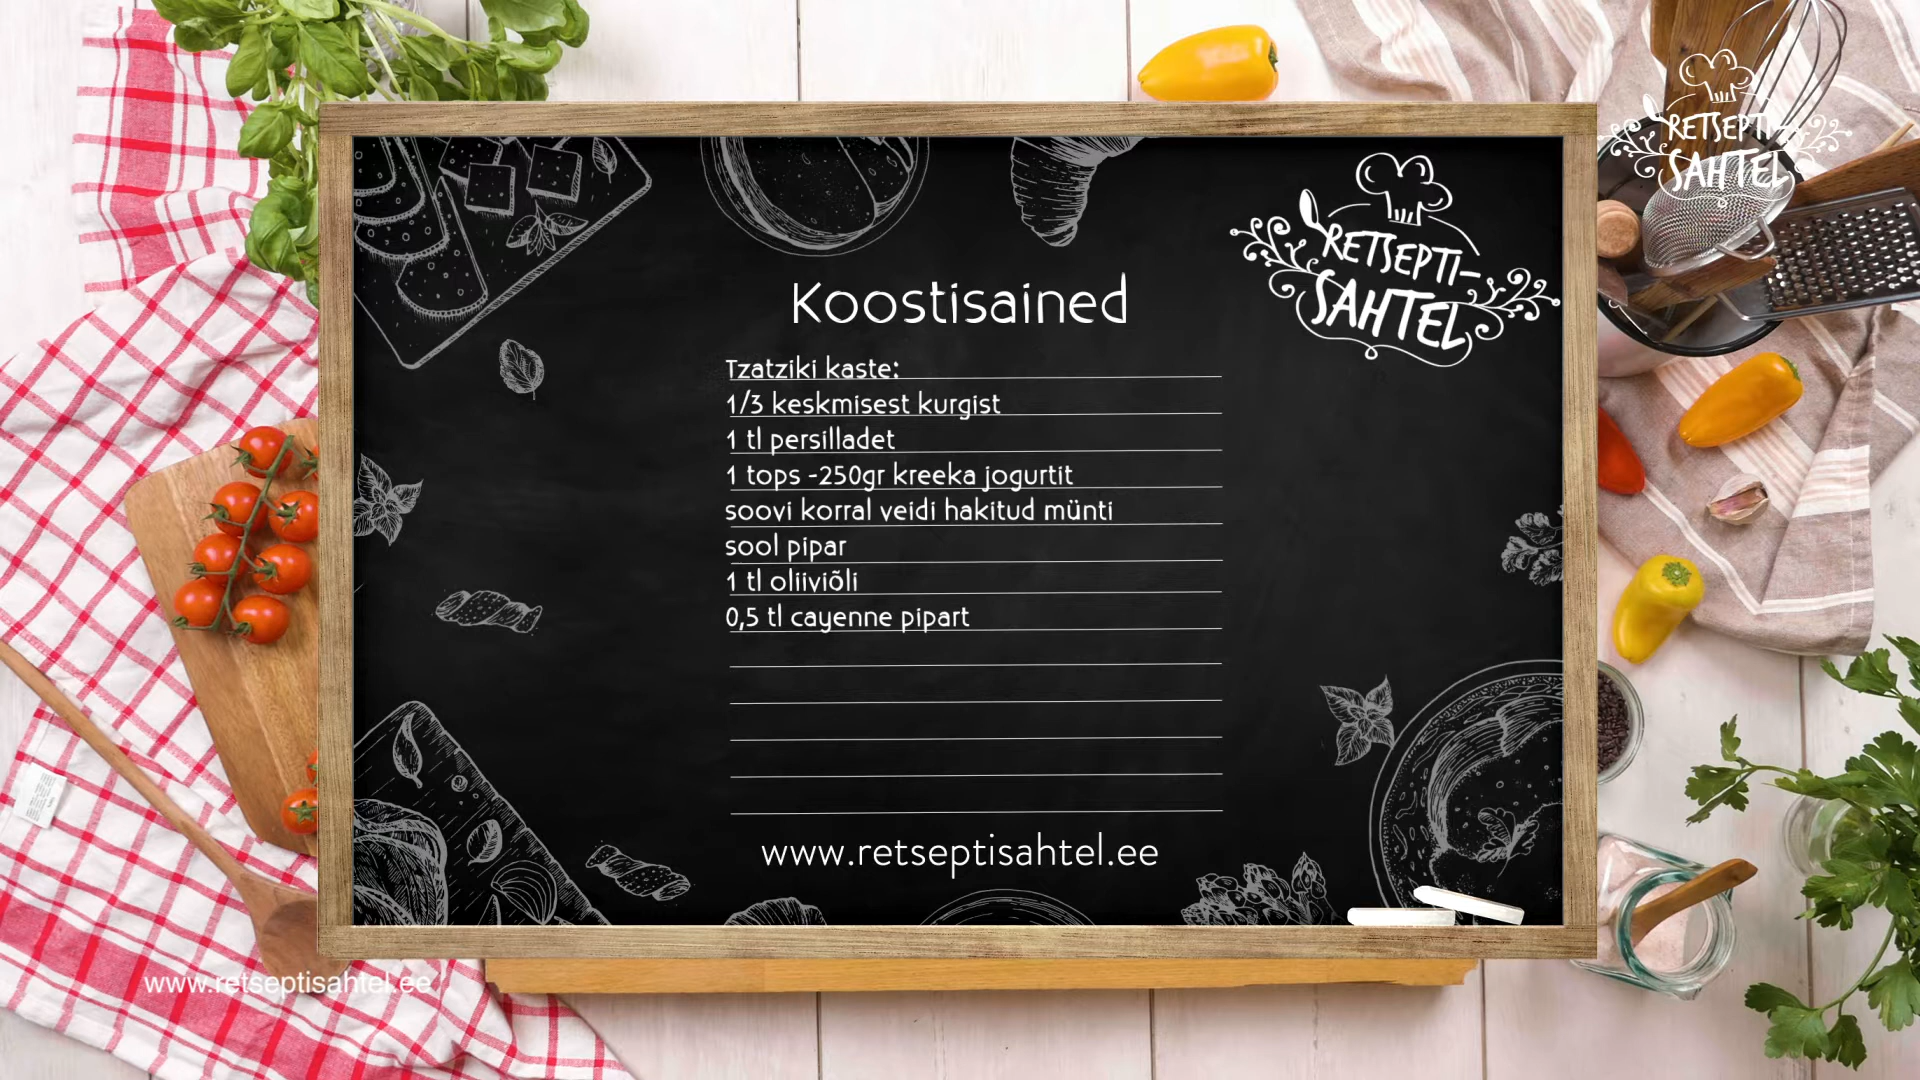 RETSEPTI-
SAHTEL
RETSEPTI-
SAHTEL
Koostisained
Tzatziki kaste:
1/3 keskmisest kurgist
1 tl persilladet
1 tops -250gr kreeka jogurtit
soovi korral veidi hakitud münti
sool pipar
1 tl oliiviõli
0,5 tl cayenne pipart
www.retseptisahtel.ee
www.retseptisahtel.ee